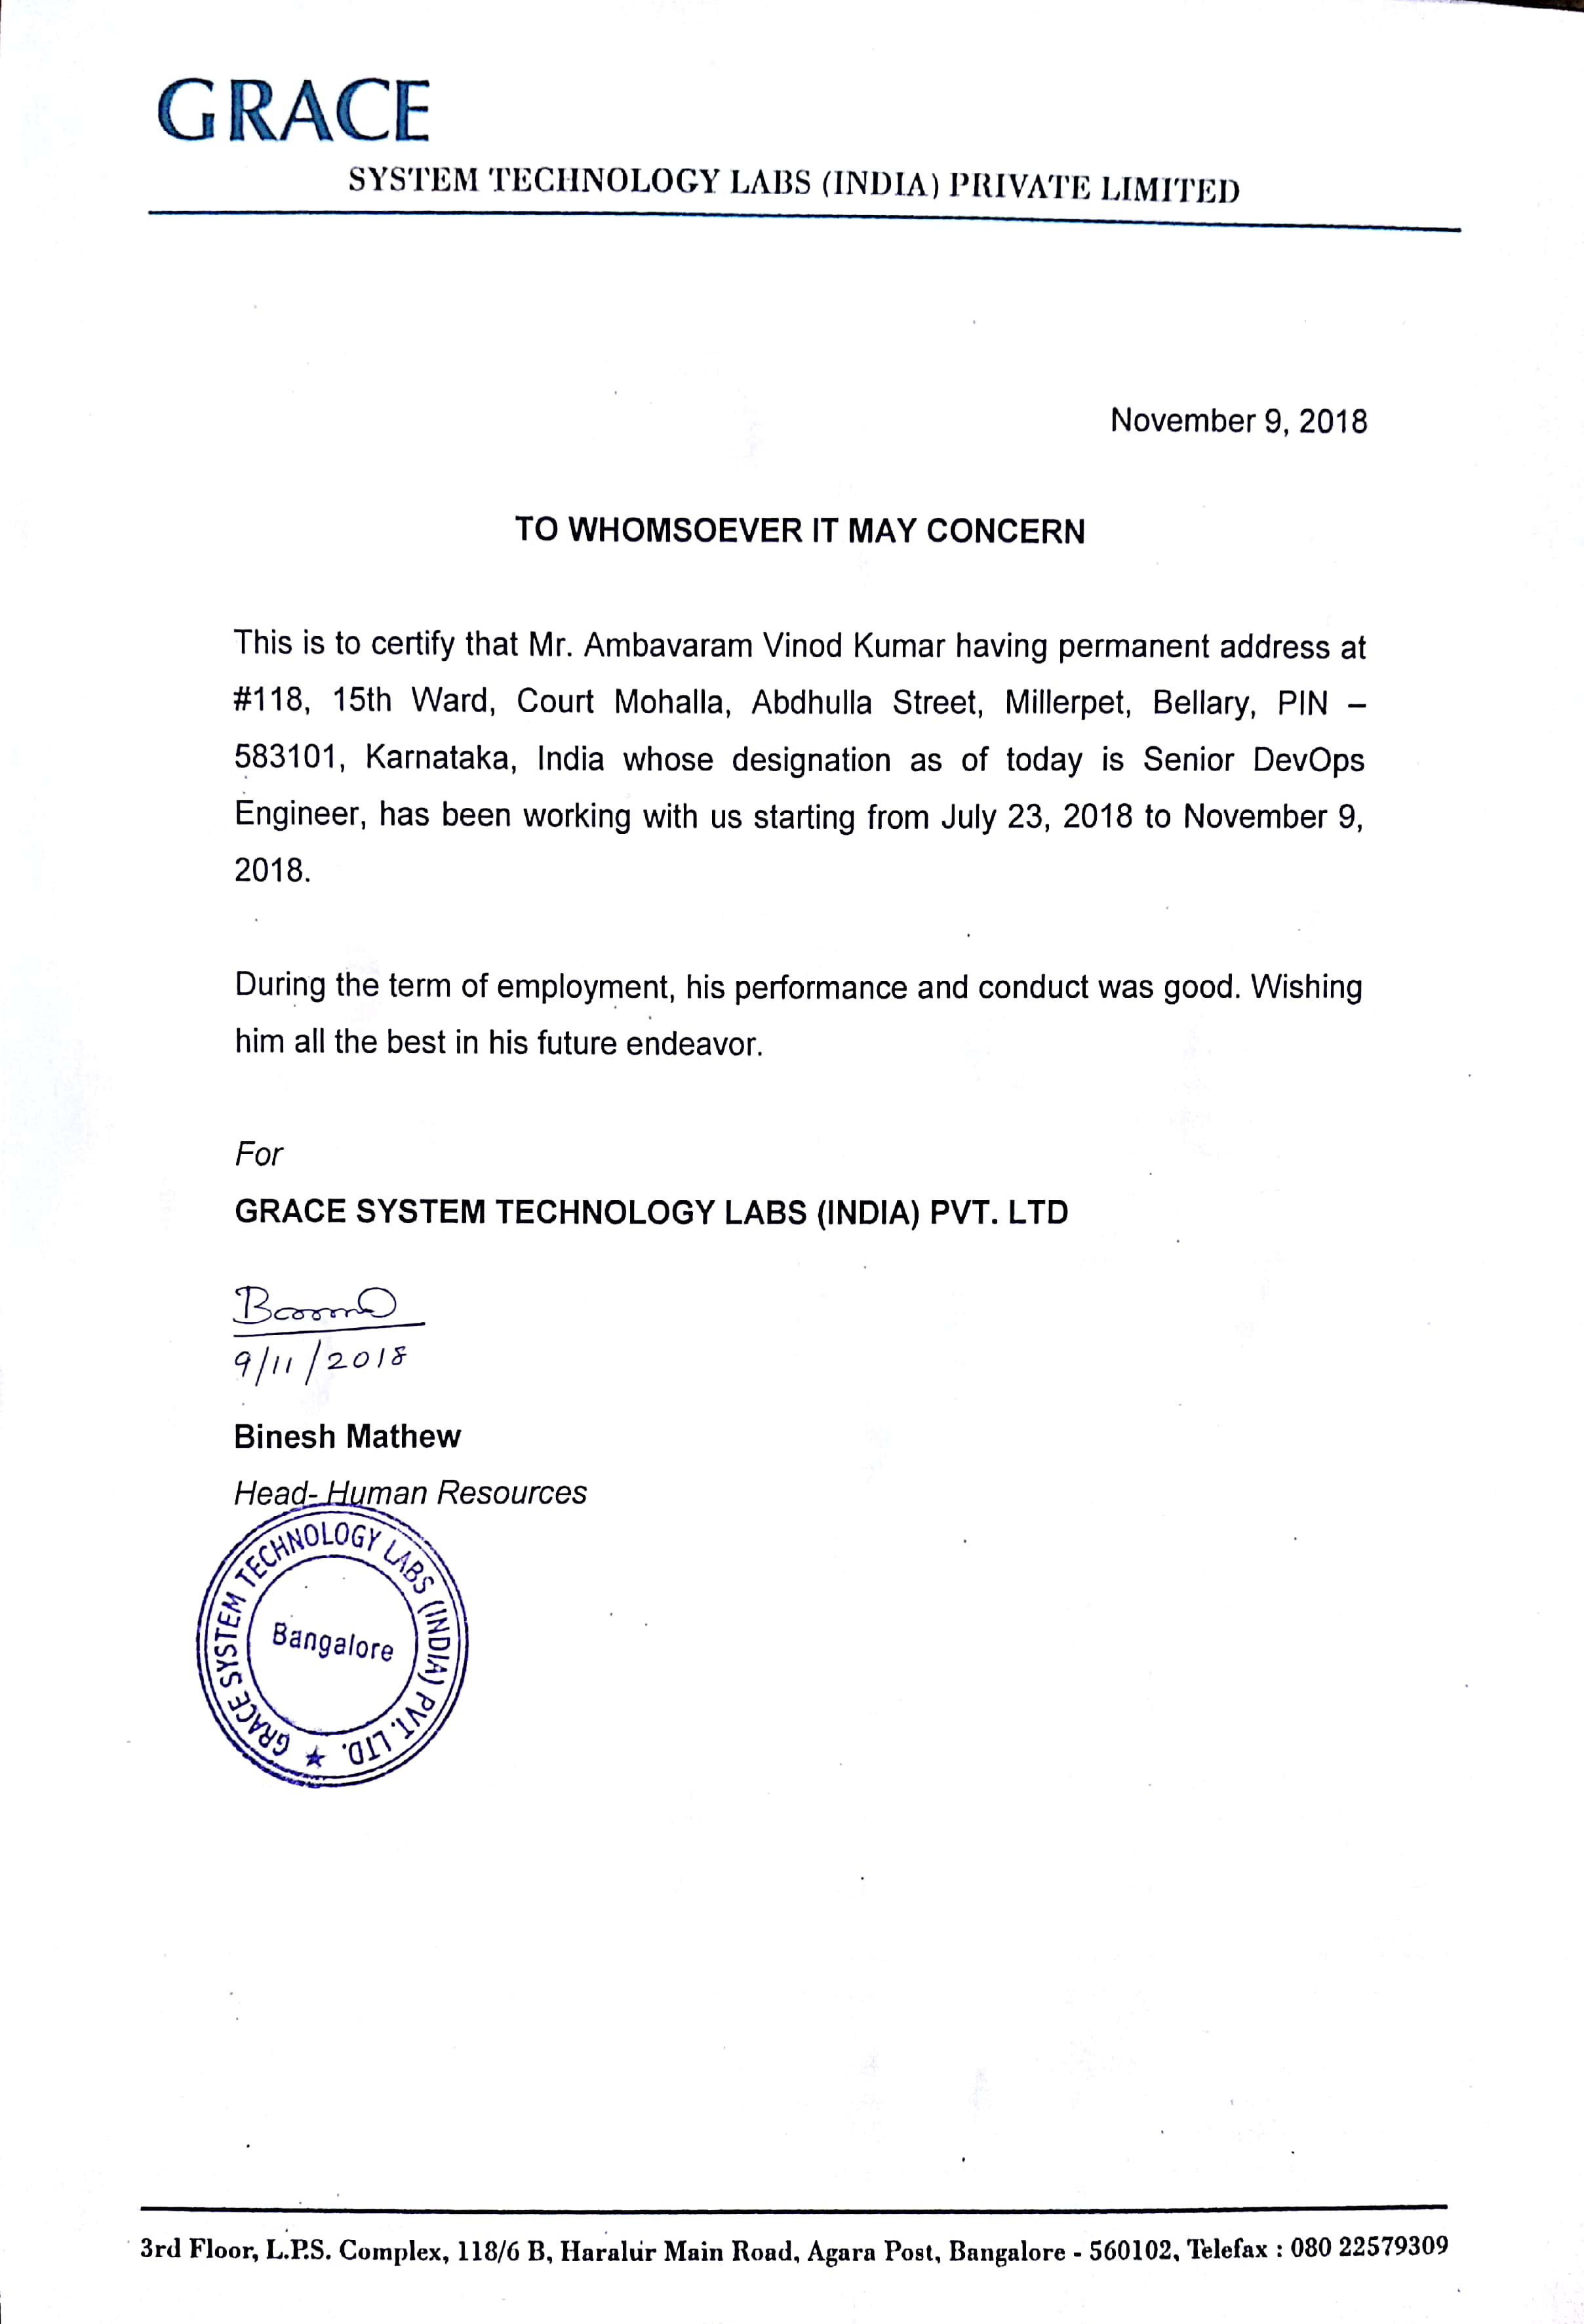 GRACE
SYSTEM TECHNOLOGY LABS (INDIA) PRIVATE LIMITED
November 9, 2018
TO WHOMSOEVER IT MAY CONCERN
This is to certify that Mr. Ambavaram Vinod Kumar having permanent address at
#118, 15th Ward, Court Mohalla, Abdhulla Street, Millerpet, Bellary, PIN –
583101, Karnataka, India whose designation as of today is Senior DevOps
Engineer, has been working with us starting from July 23, 2018 to November 9,
2018.
During the term of employment, his performance and conduct was good. Wishing
him all the best in his future endeavor.
For
GRACE SYSTEM TECHNOLOGY LABS (INDIA) PVT. LTD
9/11/2018
Binesh Mathew
Head- Human Resources
GRACE SYSTEM TECHNOLOGY LABS (INDIA) PVT. LTD.
Bangalore
3rd Floor, L.P.S. Complex, 118/6 B, Haralur Main Road, Agara Post, Bangalore - 560102, Telefax : 080 22579309